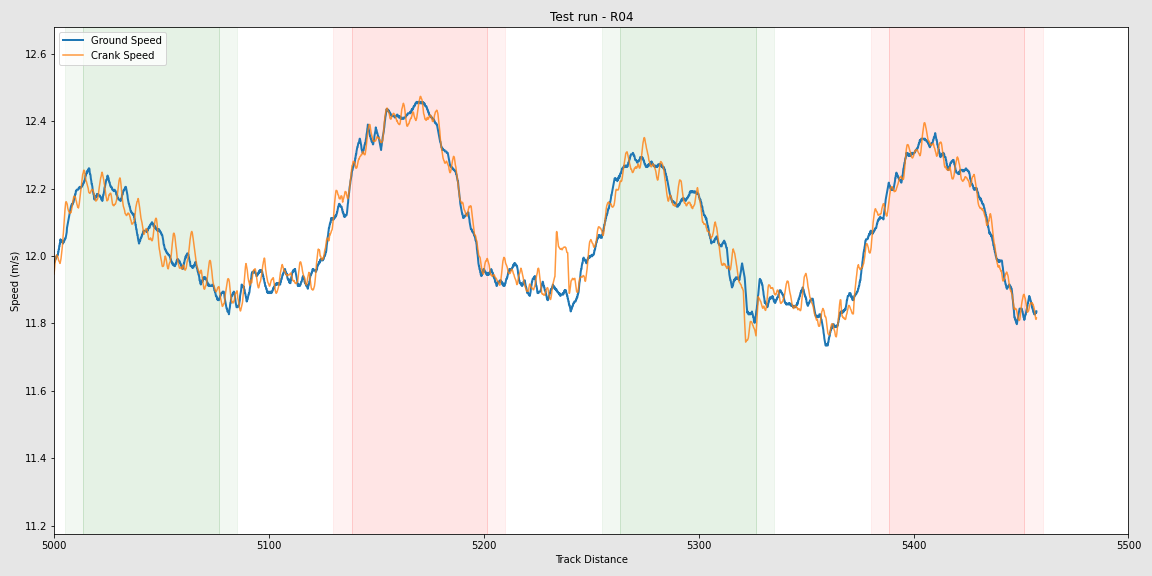 Test run - R04
Ground Speed
Crank Speed
Speed (m/s)
12.6
12.4
12.2
12.0
11.8
11.6
11.4
11.2
5000
5100
5200
5300
5400
5500
Track Distance